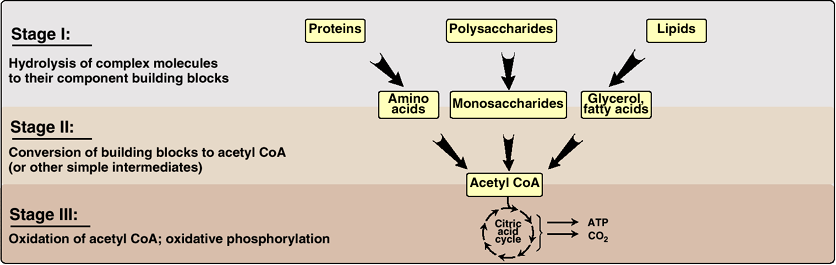 Stage I:
Hydrolysis of complex molecules
to their component building blocks
Proteins
Polysaccharides
Lipids
Amino
acids
Monosaccharides
Glycerol,
fatty acids
Stage II:
Conversion of building blocks to acetyl CoA
(or other simple intermediates)
Acetyl CoA
Stage III:
Oxidation of acetyl CoA; oxidative phosphorylation
Citric
acid
cycle
ATP
CO₂